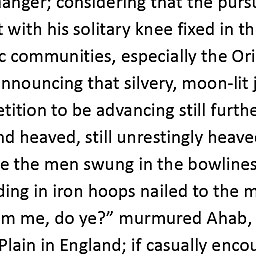 anger; considering that the pursu
t with his solitary knee fixed in th
c communities, especially the Ori
nnouncing that silvery, moon-lit j
etition to be advancing still furthe
nd heaved, still unrestingly heave
e the men swung in the bowlines
ding in iron hoops nailed to the m
m me, do ye?” murmured Ahab,
Plain in England; if casually encou